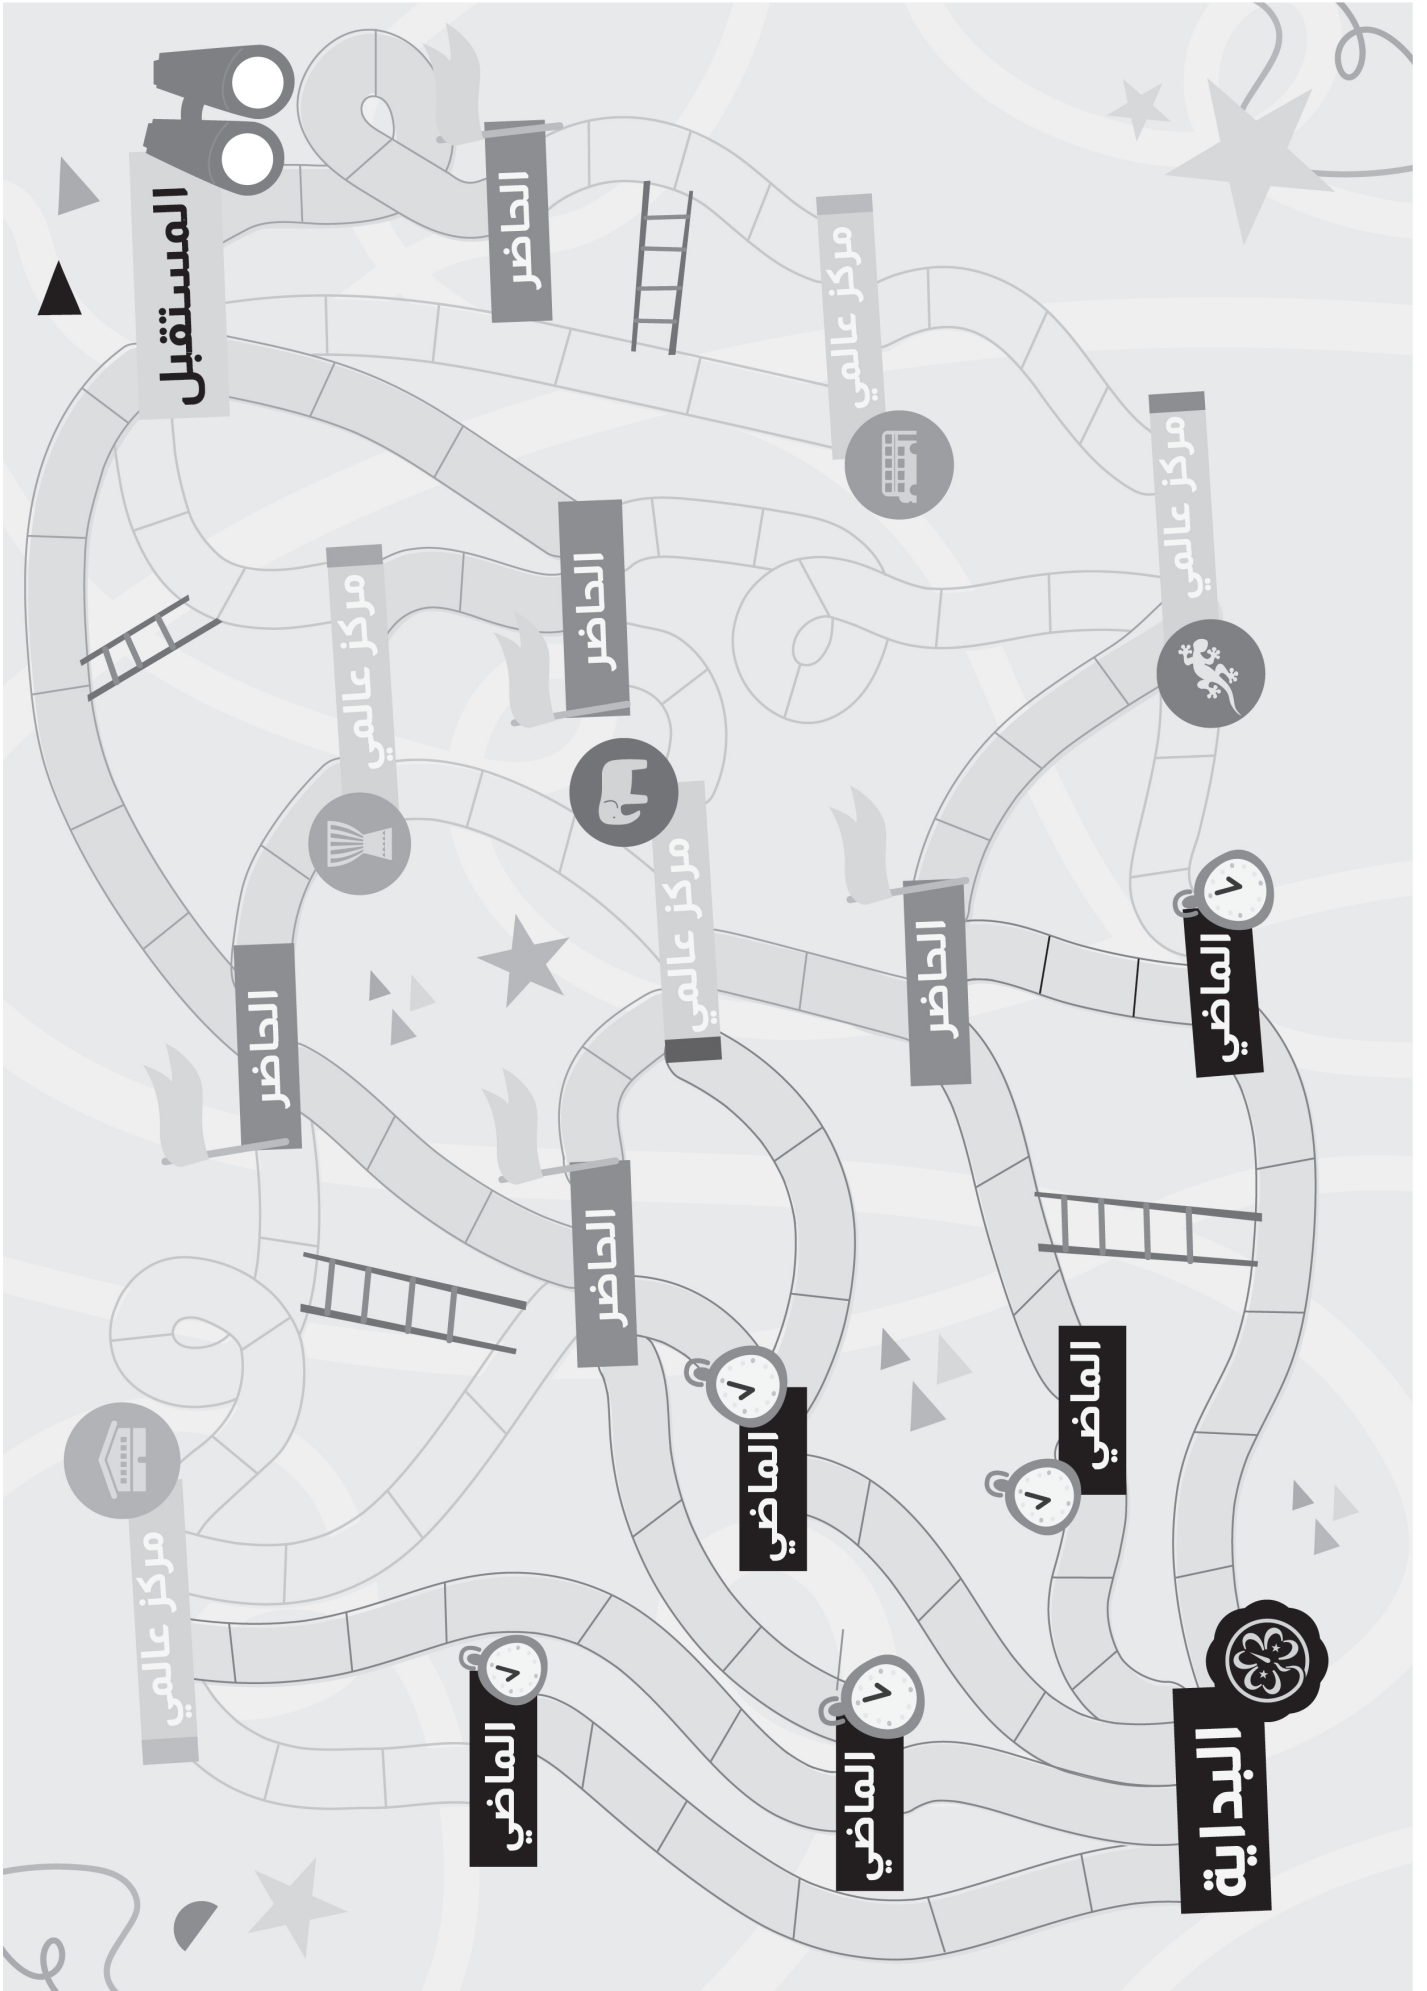 المستقبل
مركز عالمي
الحاضر
مركز عالمي
الحاضر
الماضي
الحاضر
الحاضر
مركز عالمي
الماضي
مركز عالمي
الماضي
الحاضر
الماضي
مركز عالمي
الماضي
البداية